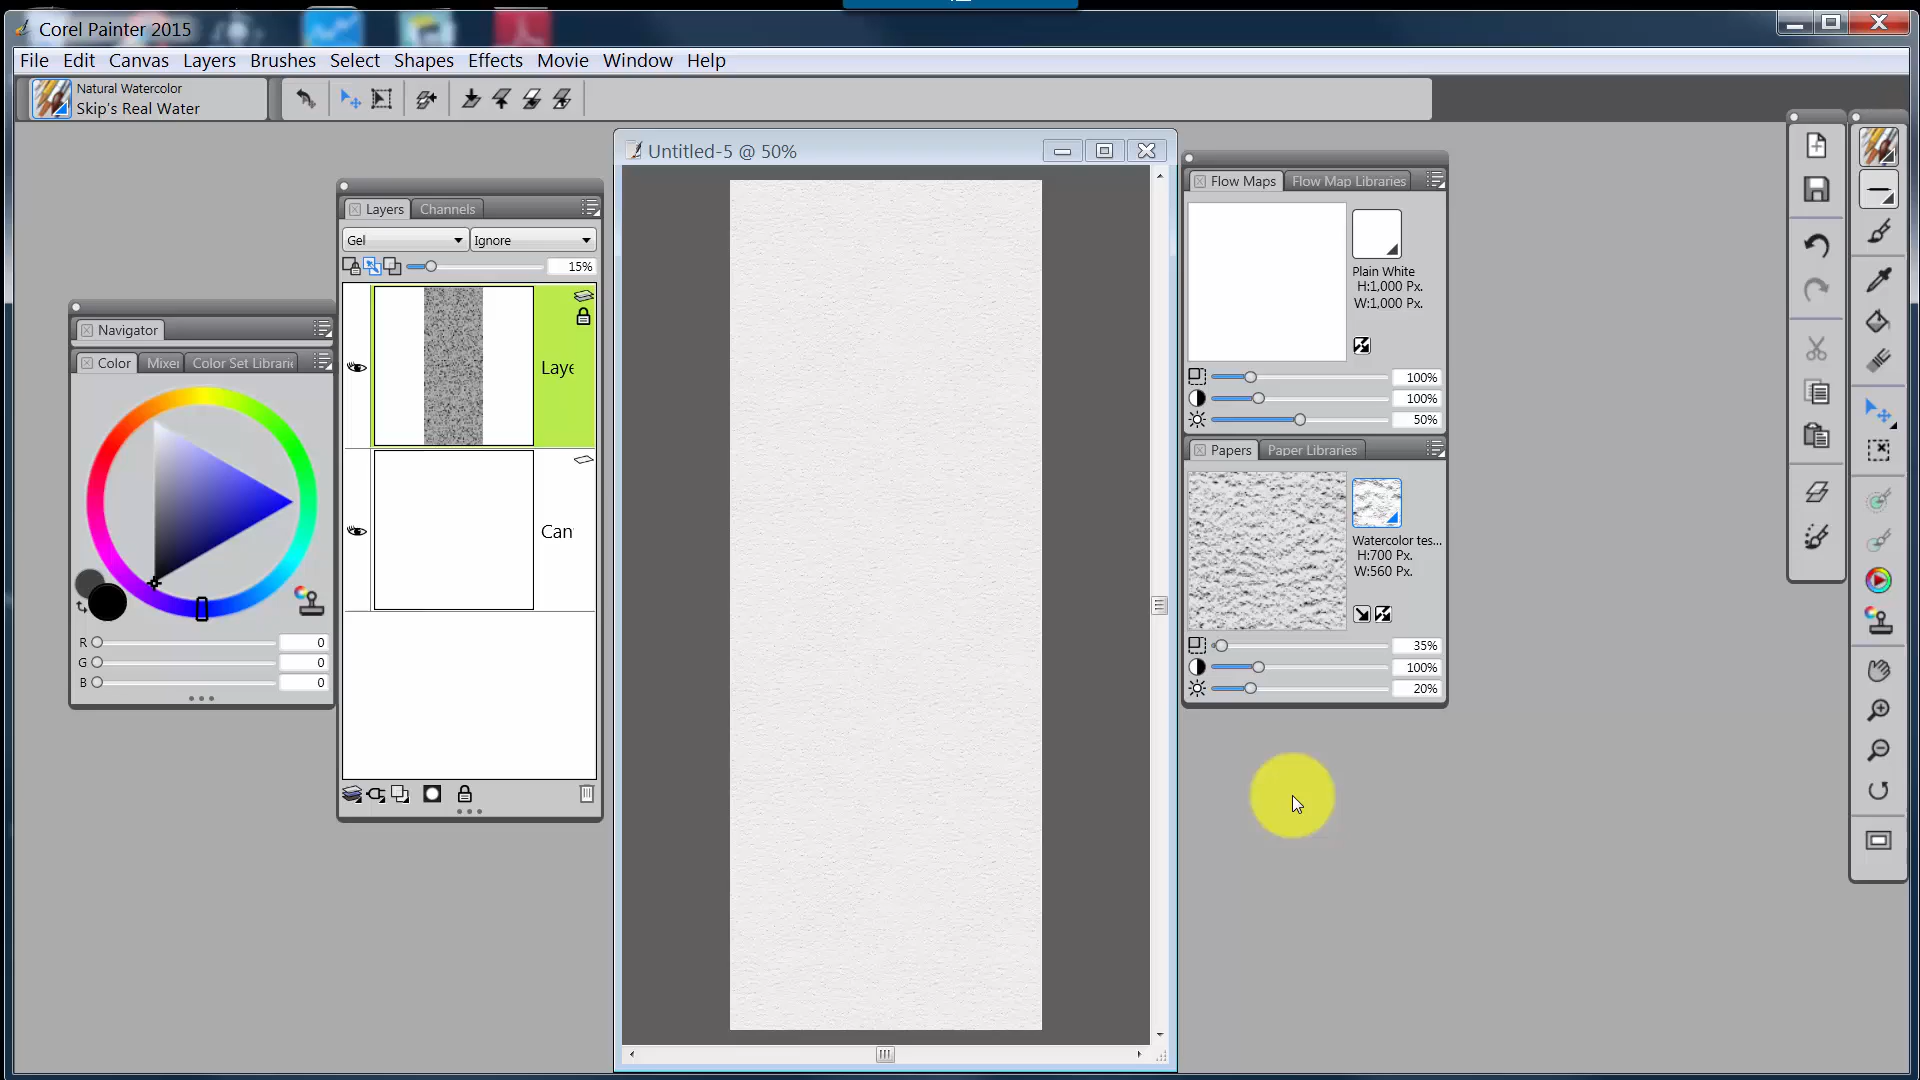 Corel Painter 2015
File Edit Canvas Layers Brushes Select Shapes Effects Movie Window Help
Natural Watercolor
Skip's Real Water
Untitled-5 @ 50%
Layers Channels
Gel Ignore
15%
Laye
Can
Navigator
Color Mixer Color Set Librari
R 0
G 0
B 0
Flow Maps Flow Map Libraries
Plain White
H:1,000 Px.
W:1,000 Px.
100%
100%
50%
Papers Paper Libraries
Watercolor tes...
H:700 Px.
W:560 Px.
35%
100%
20%